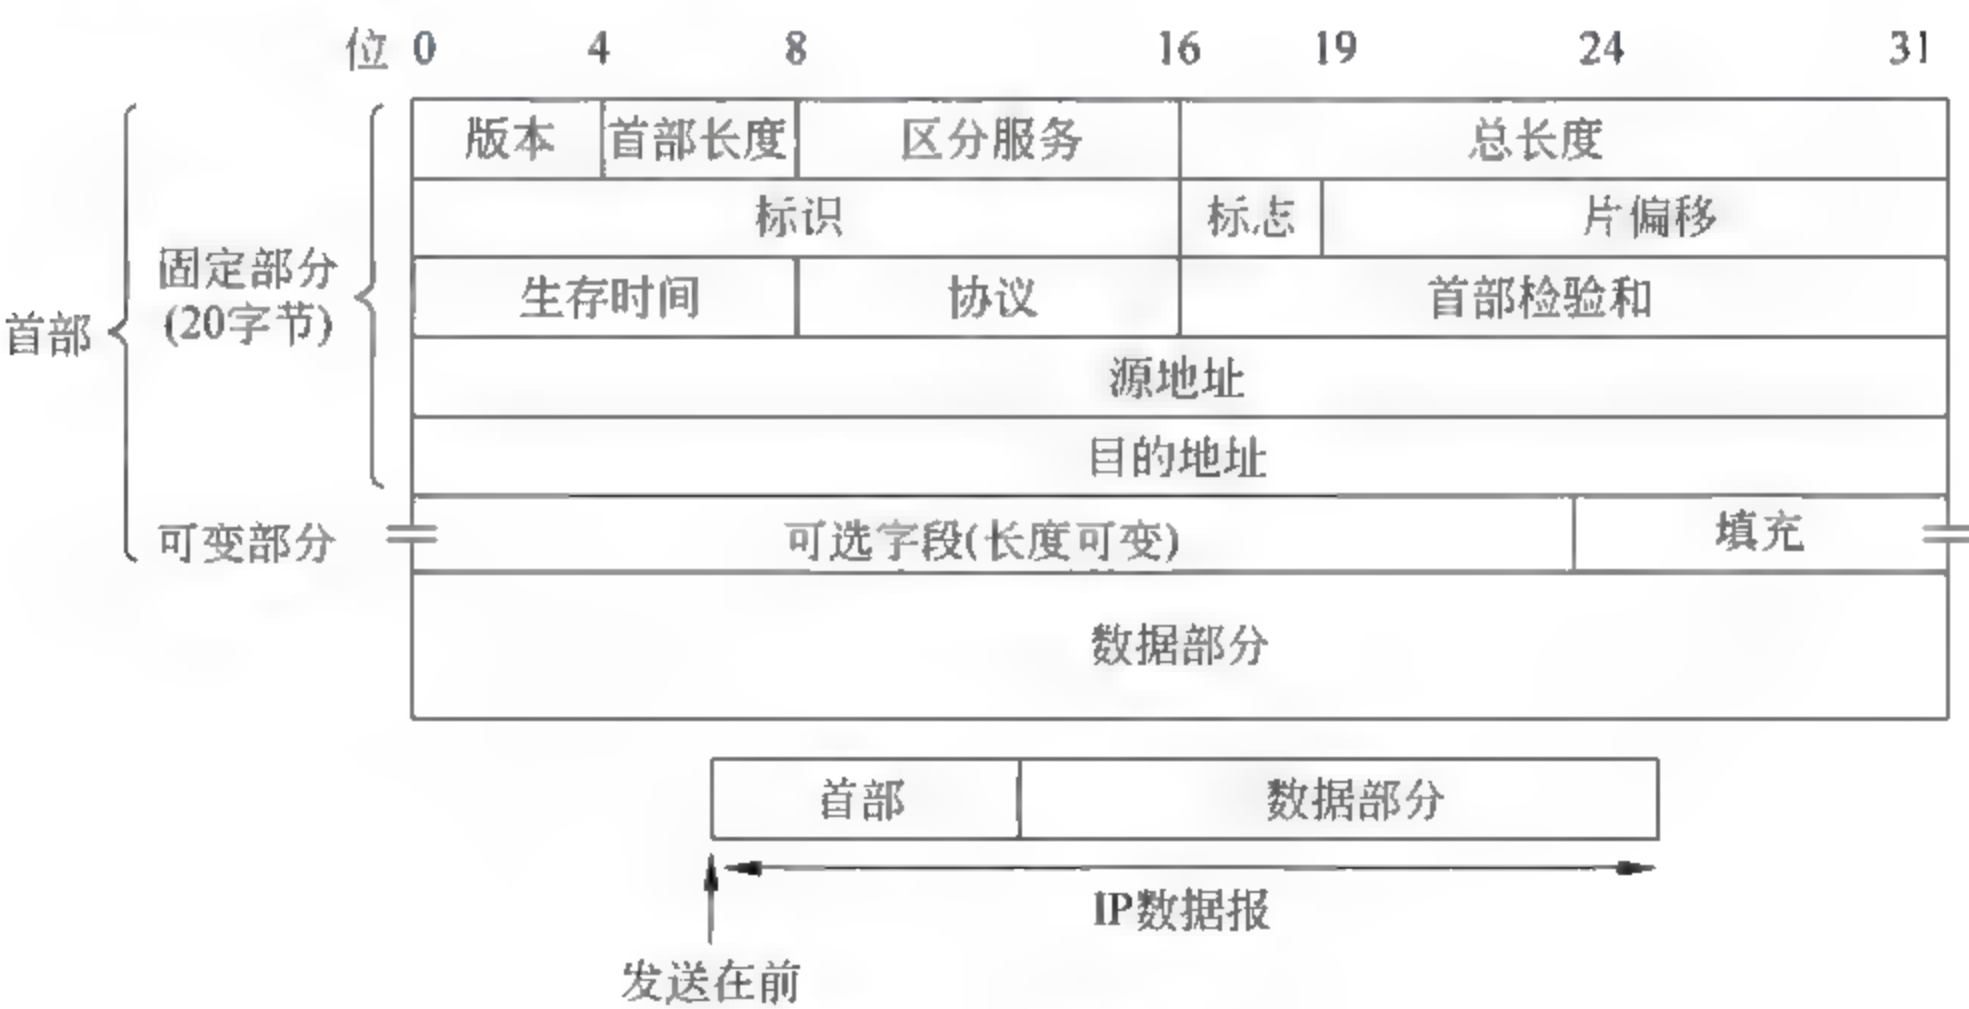 位 0 4 8 16 19 24 31
版本 首部长度 区分服务 总长度
标识 标志 片偏移
固定部分
(20字节)
生存时间 协议 首部检验和
首部
源地址
目的地址
可变部分 可选字段(长度可变) 填充
数据部分
首部 数据部分
IP数据报
发送在前